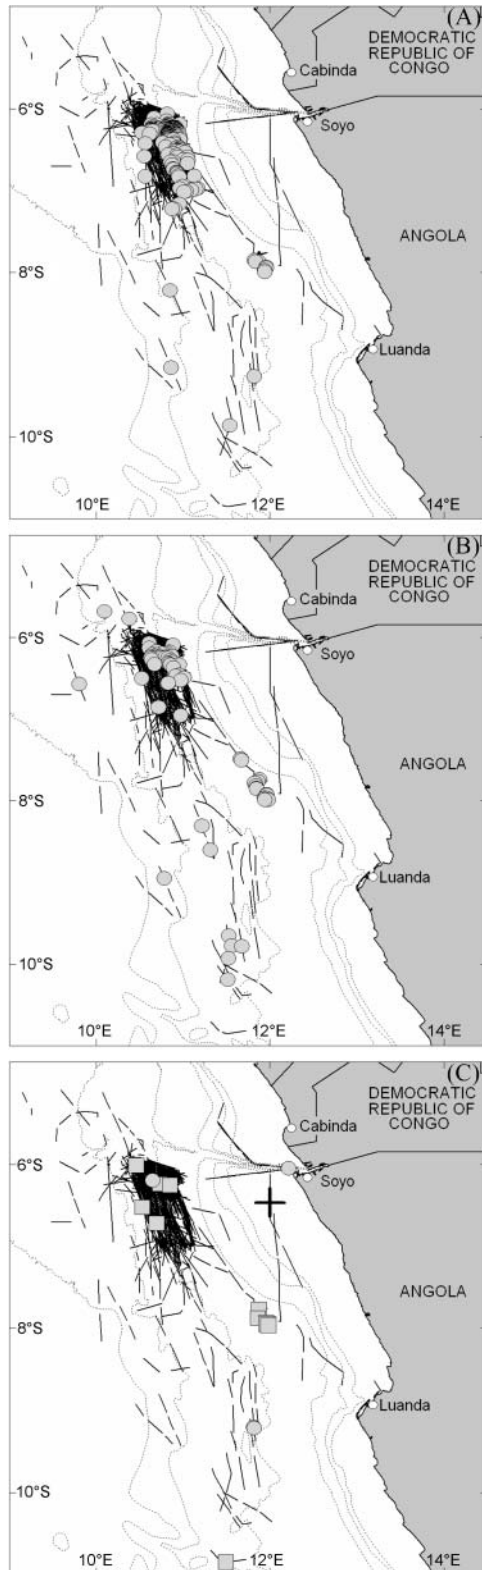 (A)
DEMOCRATIC
REPUBLIC OF
CONGO
Cabinda
6°S
Soyo
ANGOLA
8°S
Luanda
10°S
10°E 12°E 14°E
(B)
DEMOCRATIC
REPUBLIC OF
CONGO
Cabinda
6°S
Soyo
ANGOLA
8°S
Luanda
10°S
10°E 12°E 14°E
(C)
DEMOCRATIC
REPUBLIC OF
CONGO
Cabinda
6°S
Soyo
ANGOLA
8°S
Luanda
10°S
10°E 12°E 14°E